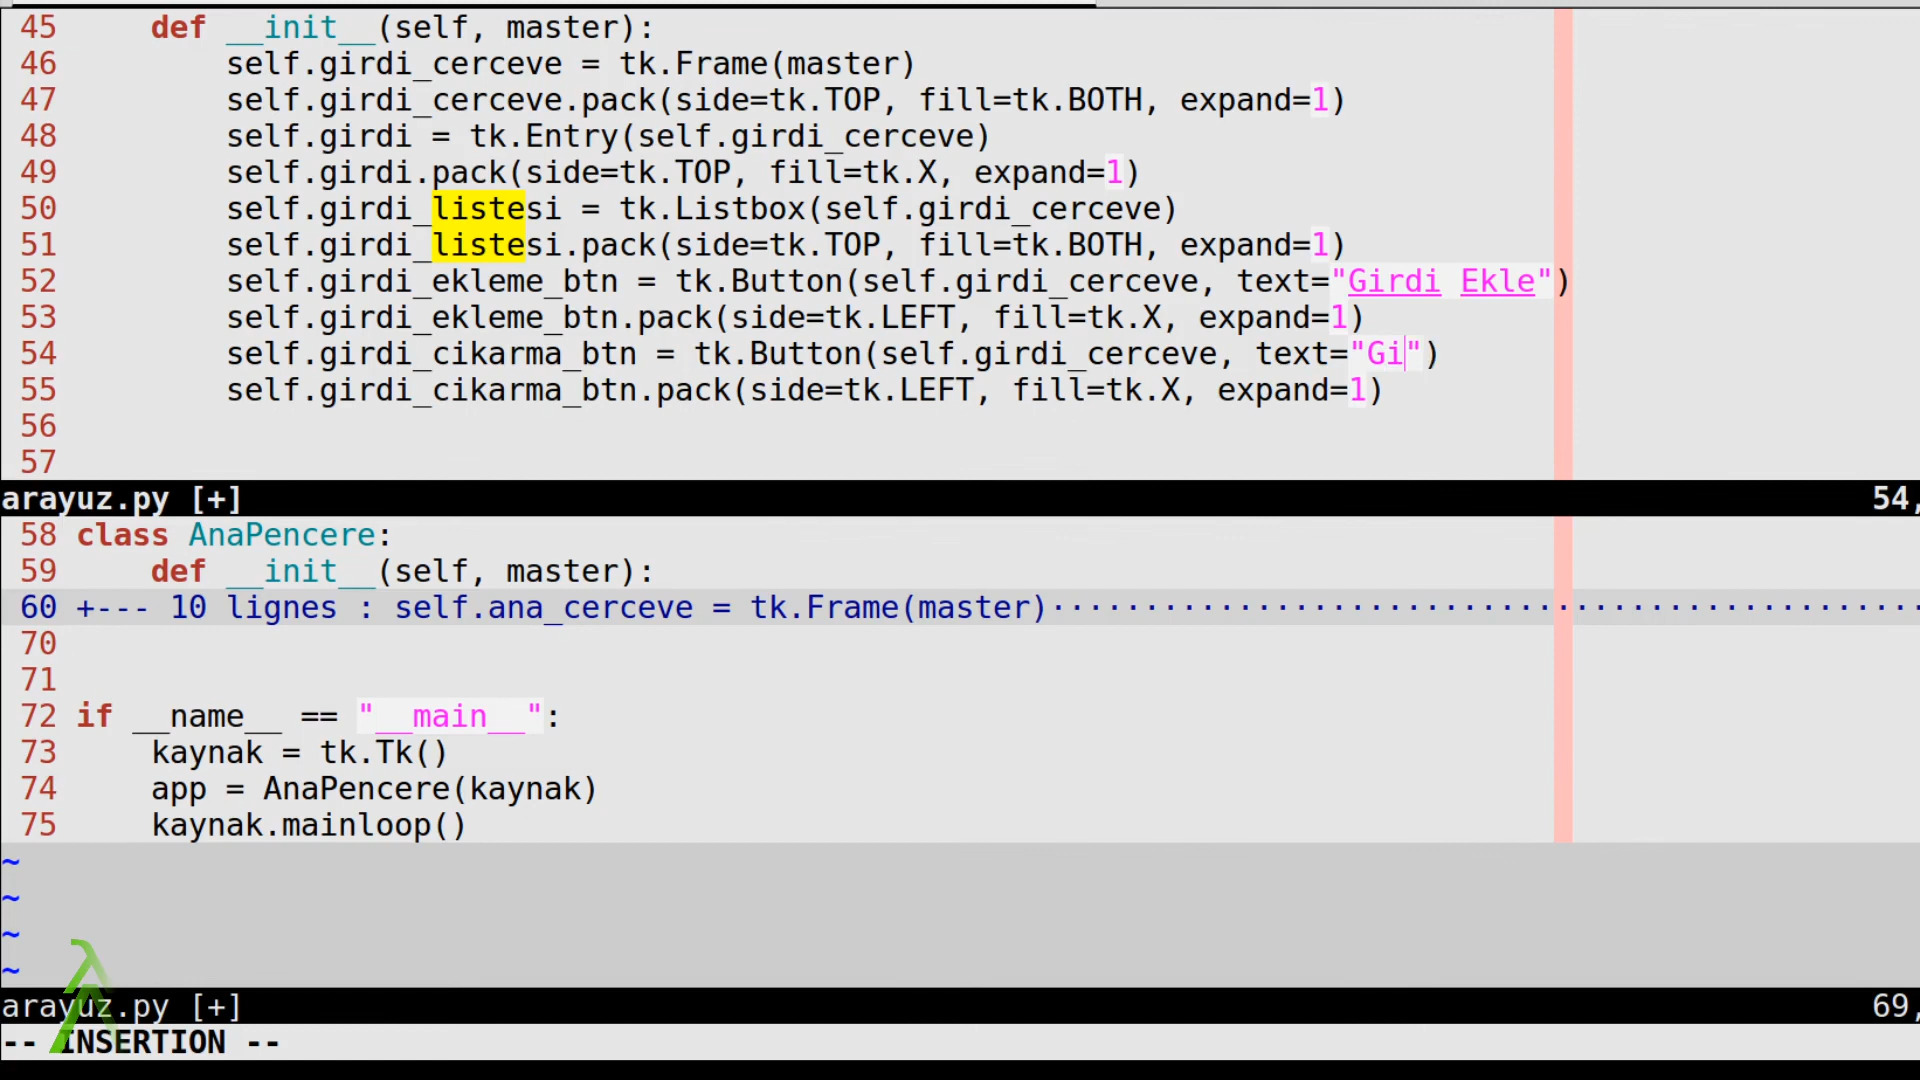 45     def __init__(self, master):
46         self.girdi_cerceve = tk.Frame(master)
47         self.girdi_cerceve.pack(side=tk.TOP, fill=tk.BOTH, expand=1)
48         self.girdi = tk.Entry(self.girdi_cerceve)
49         self.girdi.pack(side=tk.TOP, fill=tk.X, expand=1)
50         self.girdi_listesi = tk.Listbox(self.girdi_cerceve)
51         self.girdi_listesi.pack(side=tk.TOP, fill=tk.BOTH, expand=1)
52         self.girdi_ekleme_btn = tk.Button(self.girdi_cerceve, text="Girdi Ekle")
53         self.girdi_ekleme_btn.pack(side=tk.LEFT, fill=tk.X, expand=1)
54         self.girdi_cikarma_btn = tk.Button(self.girdi_cerceve, text="Gi")
55         self.girdi_cikarma_btn.pack(side=tk.LEFT, fill=tk.X, expand=1)
56
57
arayuz.py [+] 54,
58 class AnaPencere:
59     def __init__(self, master):
60 +--- 10 lignes : self.ana_cerceve = tk.Frame(master)··············································
70
71
72 if __name__ == "__main__":
73     kaynak = tk.Tk()
74     app = AnaPencere(kaynak)
75     kaynak.mainloop()
~
~
~
~
λ
arayuz.py [+] 69,
-- INSERTION --